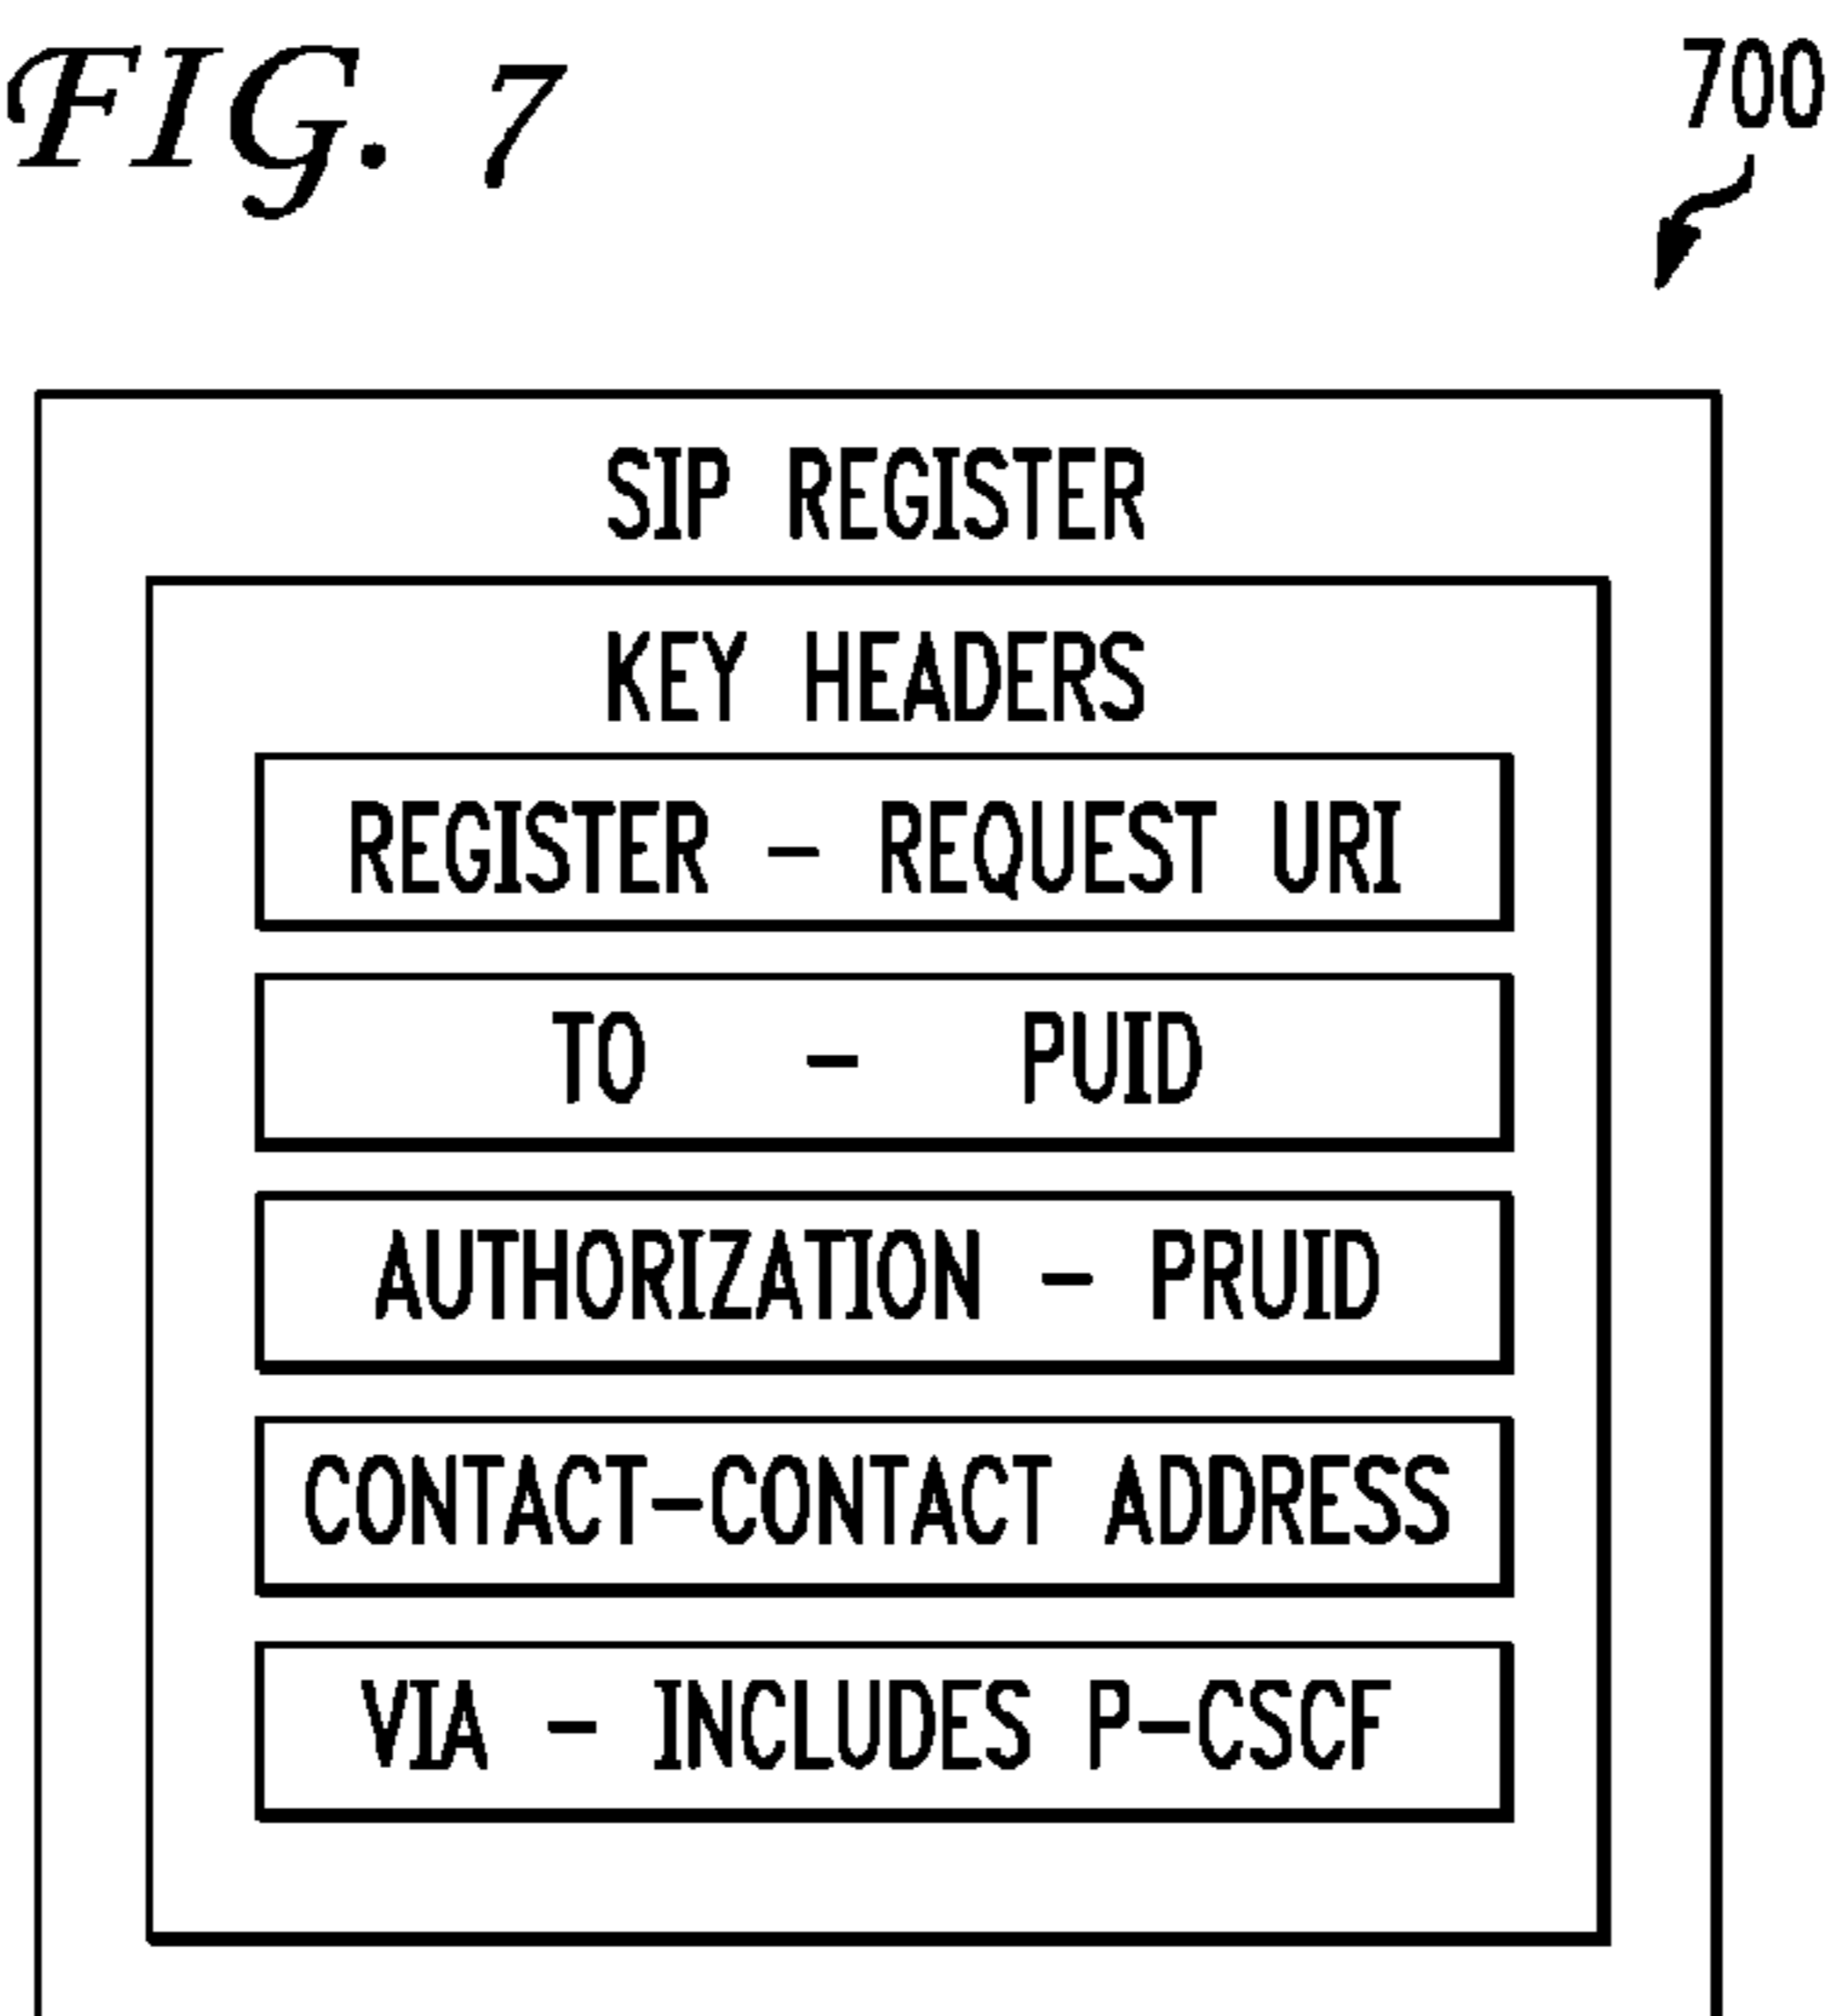 FIG. 7
700
SIP REGISTER
KEY HEADERS
REGISTER - REQUEST URI
TO - PUID
AUTHORIZATION - PRUID
CONTACT-CONTACT ADDRESS
VIA - INCLUDES P-CSCF